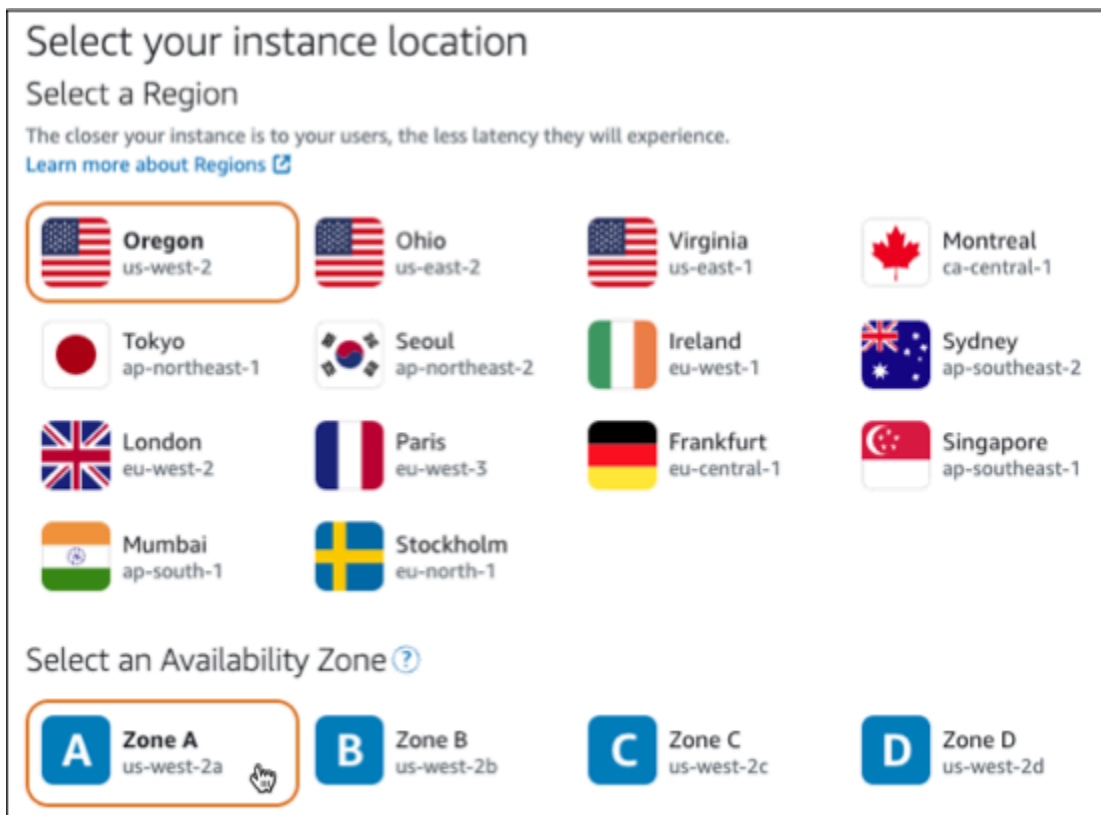 Select your instance location
Select a Region
The closer your instance is to your users, the less latency they will experience.
Learn more about Regions
Oregon
us-west-2
Ohio
us-east-2
Virginia
us-east-1
Montreal
ca-central-1
Tokyo
ap-northeast-1
Seoul
ap-northeast-2
Ireland
eu-west-1
Sydney
ap-southeast-2
London
eu-west-2
Paris
eu-west-3
Frankfurt
eu-central-1
Singapore
ap-southeast-1
Mumbai
ap-south-1
Stockholm
eu-north-1
Select an Availability Zone ?
A
Zone A
us-west-2a
B
Zone B
us-west-2b
C
Zone C
us-west-2c
D
Zone D
us-west-2d